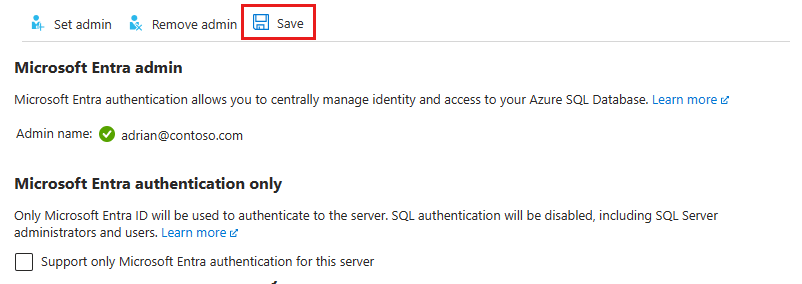 Set admin Remove admin Save
Microsoft Entra admin
Microsoft Entra authentication allows you to centrally manage identity and access to your Azure SQL Database. Learn more
Admin name: adrian@contoso.com
Microsoft Entra authentication only
Only Microsoft Entra ID will be used to authenticate to the server. SQL authentication will be disabled, including SQL Server
administrators and users. Learn more
Support only Microsoft Entra authentication for this server